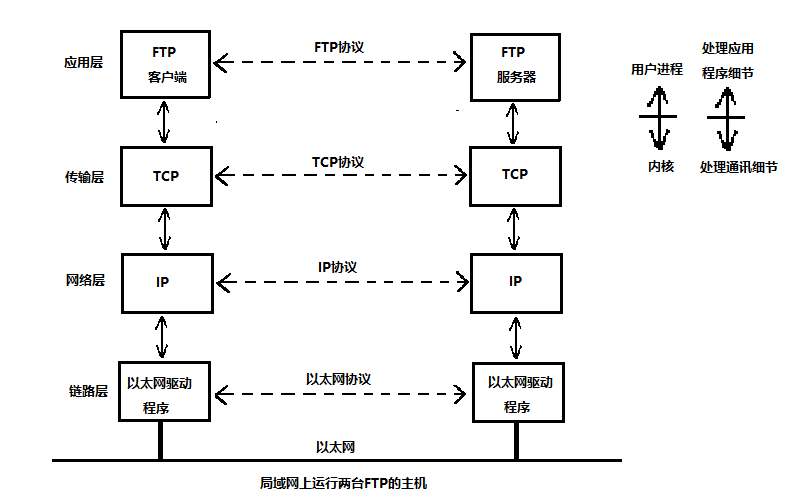 应用层
FTP
客户端
FTP协议
FTP
服务器
用户进程
内核
处理应用
程序细节
处理通讯细节
传输层
TCP
TCP协议
TCP
网络层
IP
IP协议
IP
链路层
以太网驱动
程序
以太网协议
以太网驱动
程序
以太网
局域网上运行两台FTP的主机